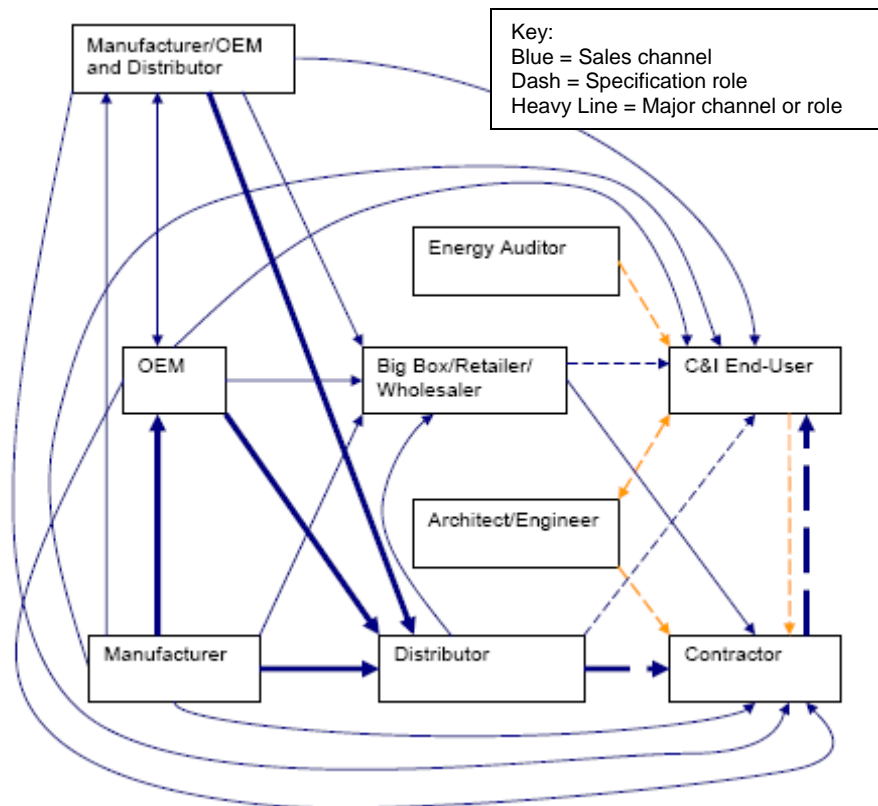 Manufacturer/OEM
and Distributor
Key:
Blue = Sales channel
Dash = Specification role
Heavy Line = Major channel or role
Energy Auditor
OEM
Big Box/Retailer/
Wholesaler
C&I End-User
Architect/Engineer
Manufacturer
Distributor
Contractor